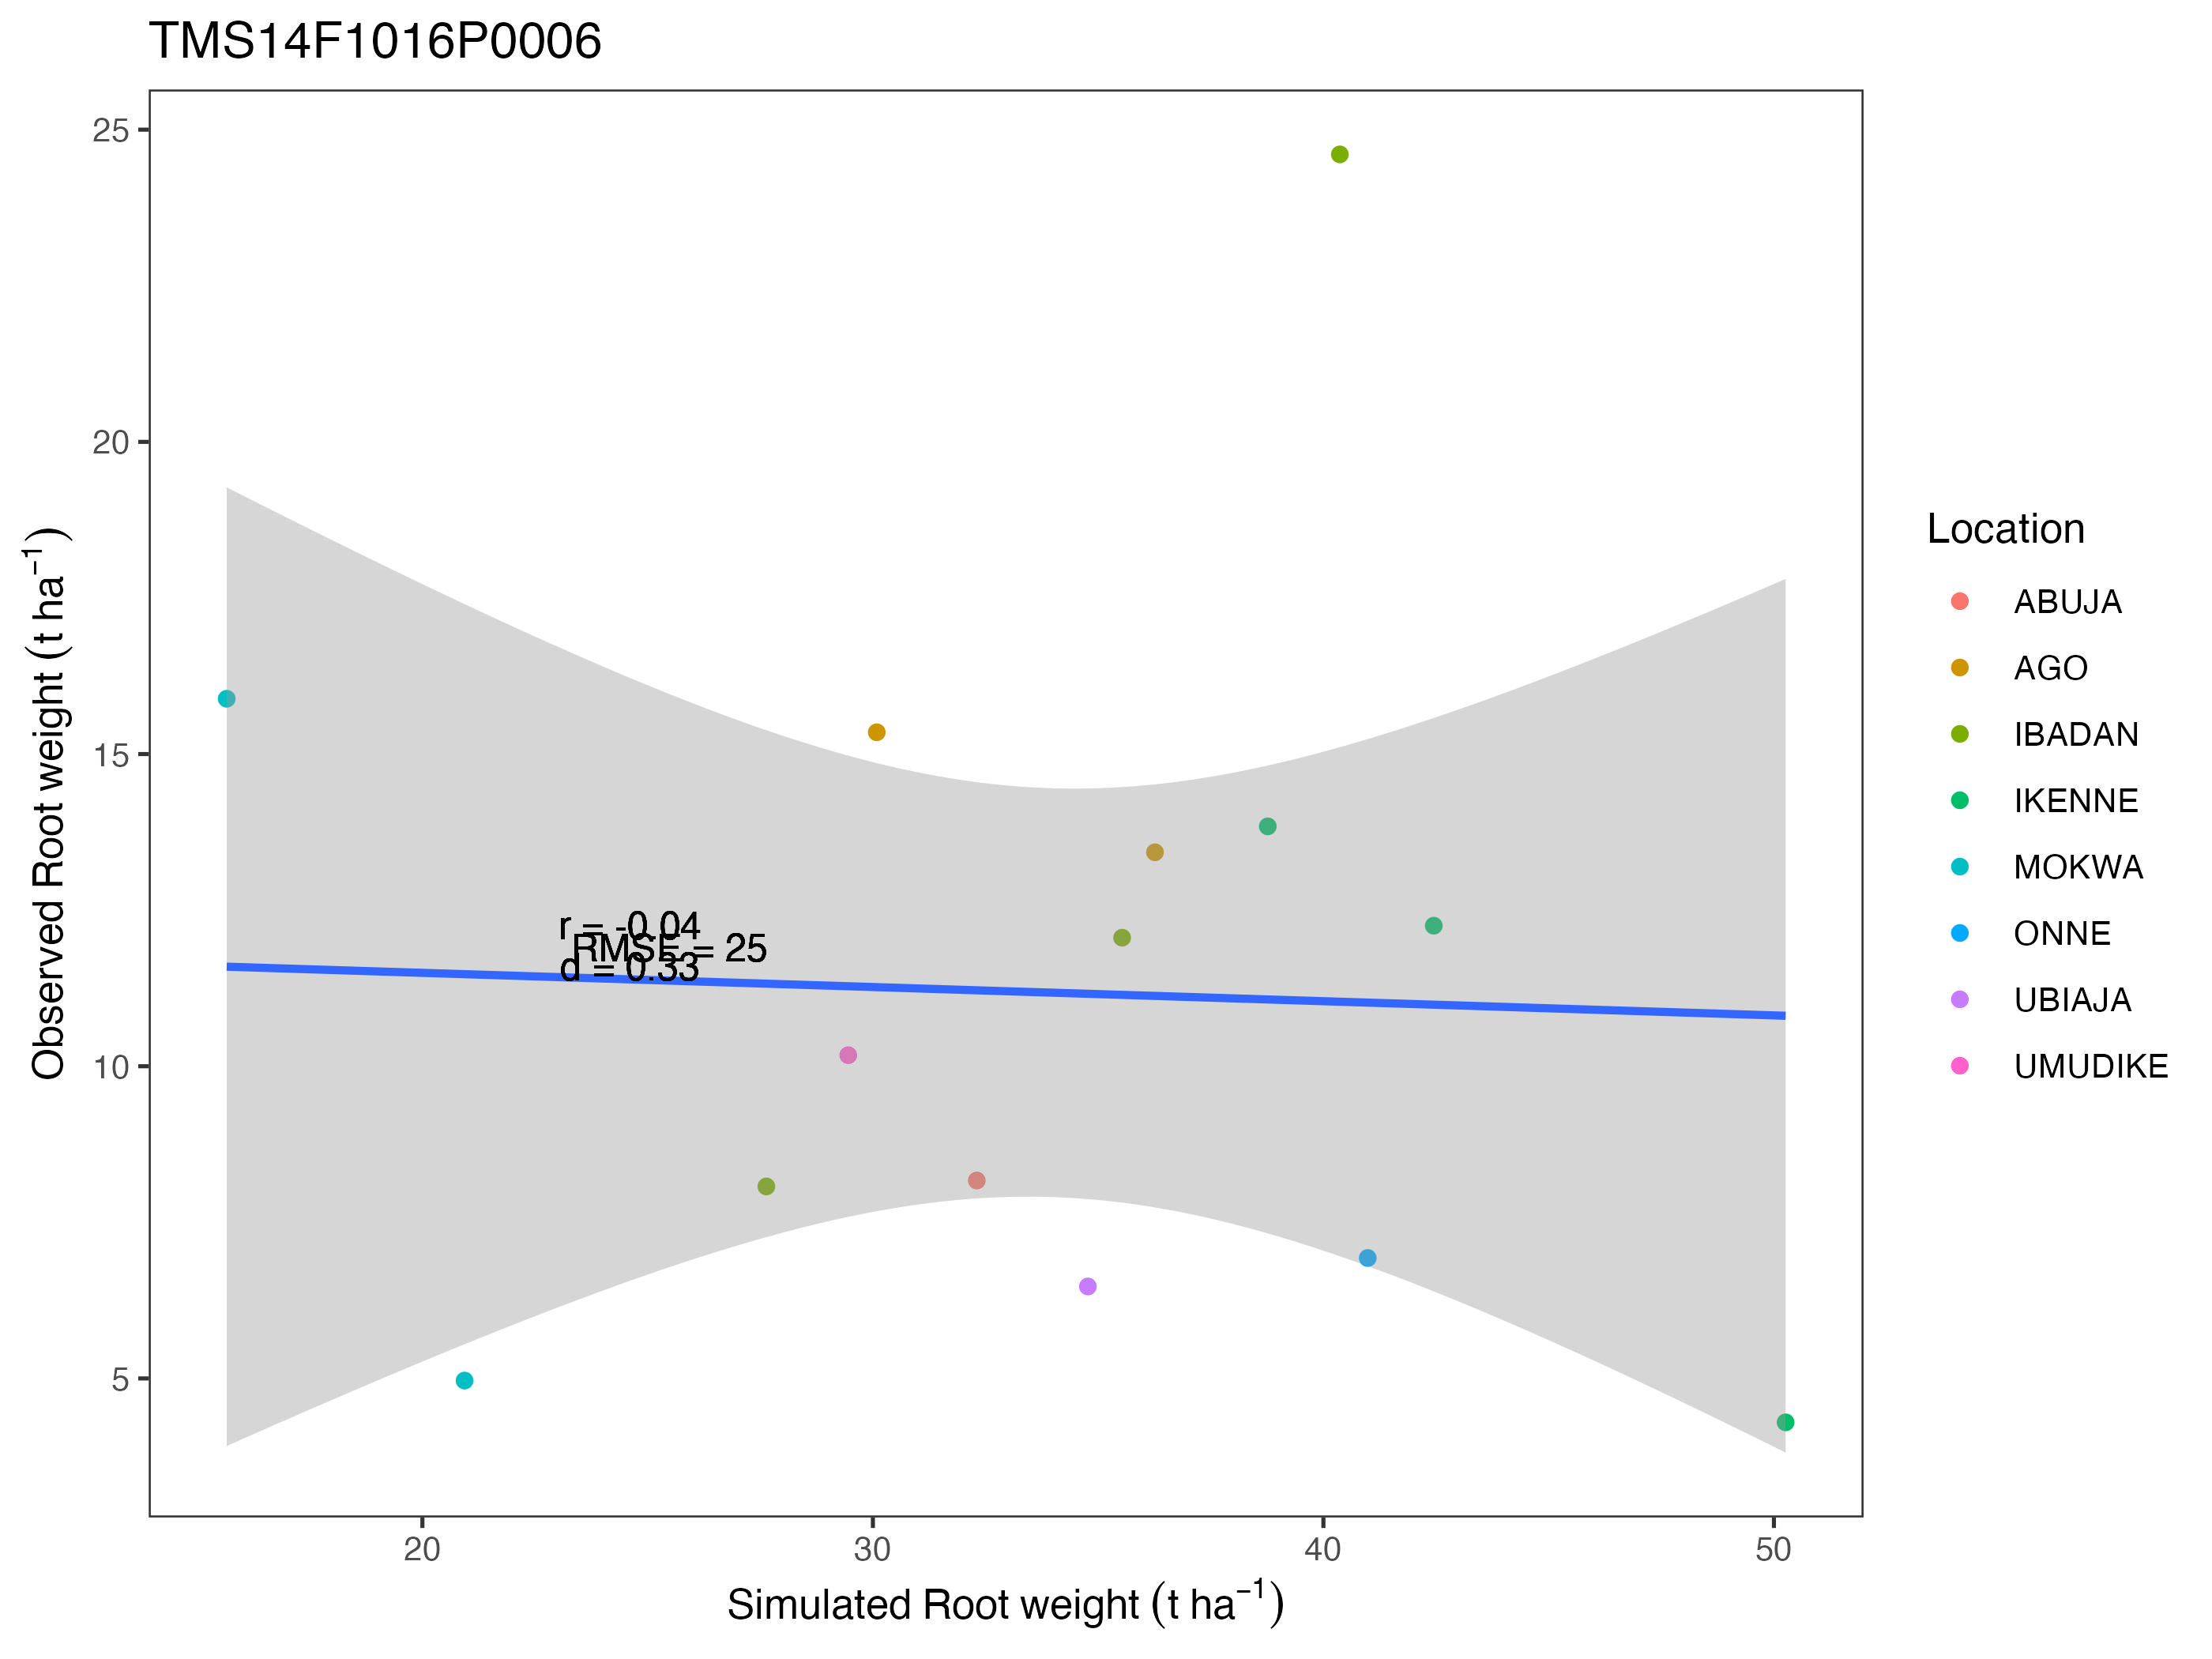 TMS14F1016P0006
Observed Root weight (t ha⁻¹)
25
20
15
10
5
r = -0.04
RMSE = 25
d = 0.33
20 30 40 50
Simulated Root weight (t ha⁻¹)
Location
ABUJA
AGO
IBADAN
IKENNE
MOKWA
ONNE
UBIAJA
UMUDIKE